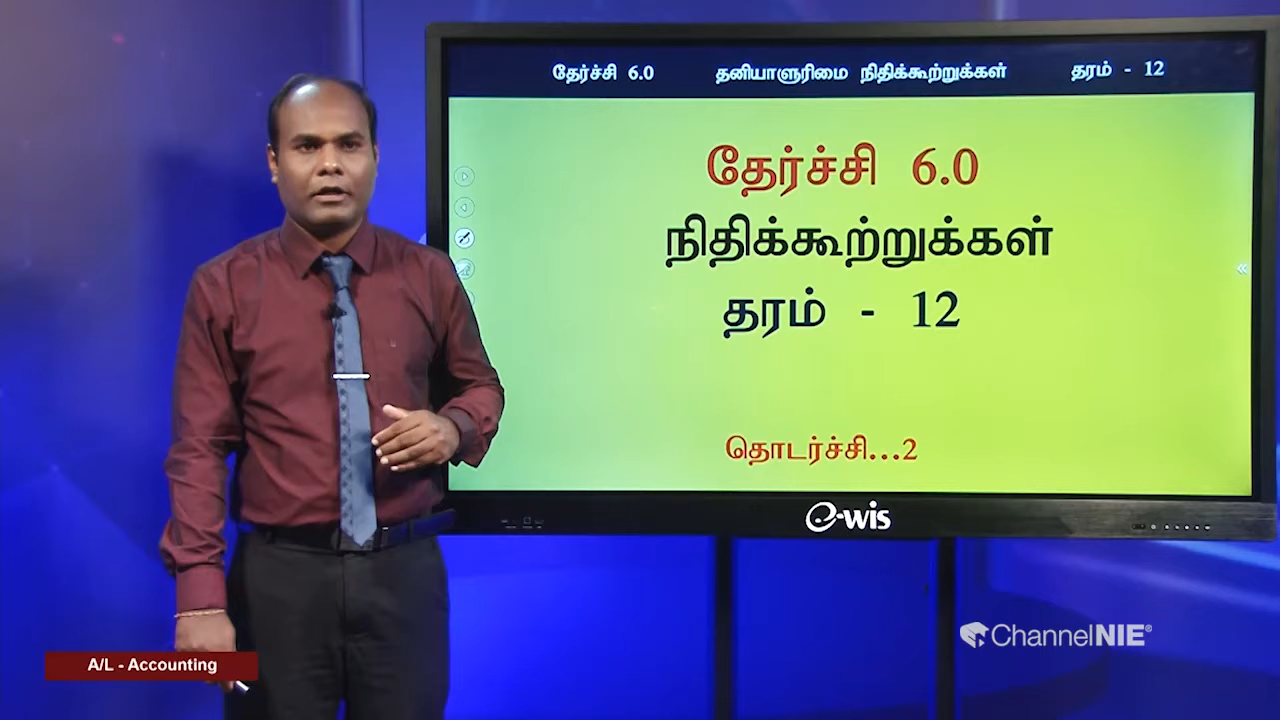 தேர்ச்சி 6.0 தனியாளுரிமை நிதிக்கூற்றுக்கள் தரம் - 12
தேர்ச்சி 6.0
நிதிக்கூற்றுக்கள்
தரம் - 12
தொடர்ச்சி...2
e-wis
ChannelNIE®
A/L - Accounting